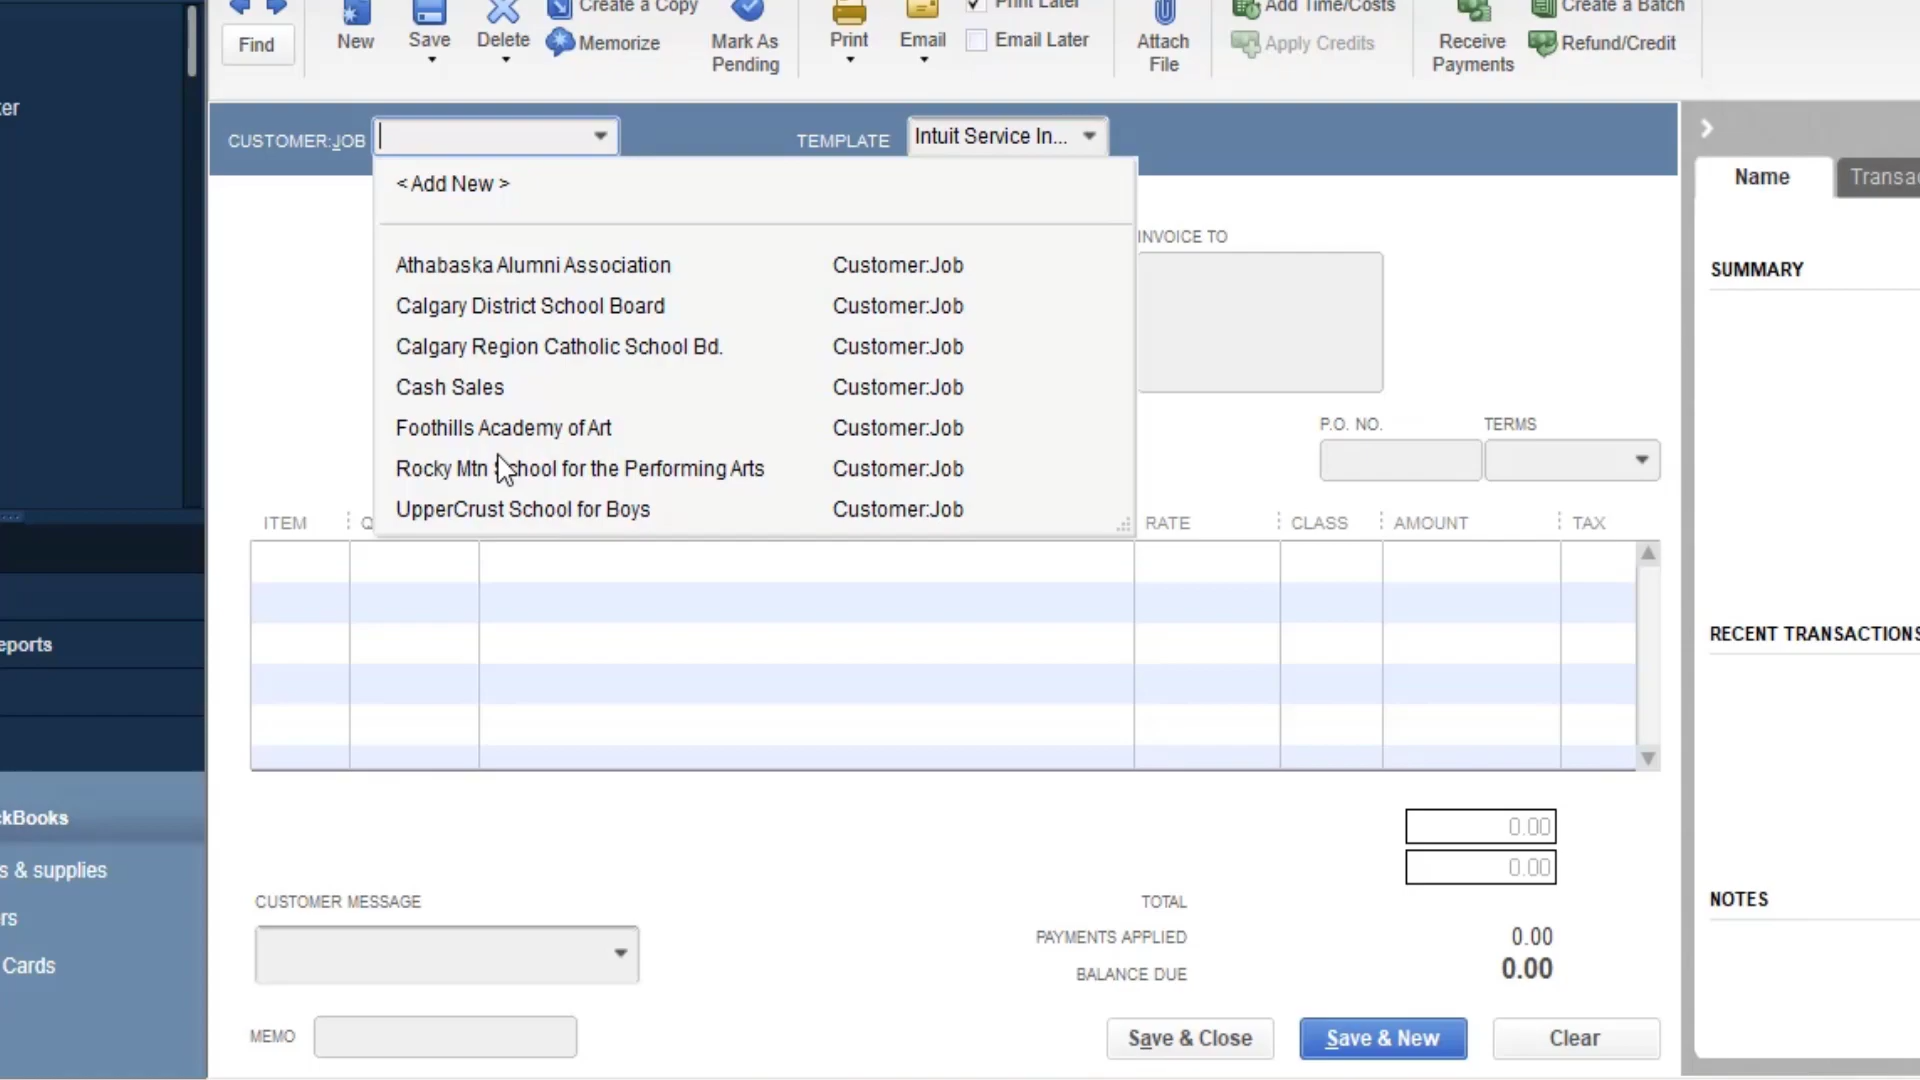 Create a Copy
Print Later
Add Time/Costs
Create a Batch
Find
New
Save
Delete
Memorize
Mark As
Pending
Print
Email
Email Later
Attach
File
Apply Credits
Receive
Payments
Refund/Credit
ter
CUSTOMER:JOB
TEMPLATE
Intuit Service In...
< Add New >
Name
Transac
Athabaska Alumni Association Customer:Job
Calgary District School Board Customer:Job
Calgary Region Catholic School Bd. Customer:Job
Cash Sales Customer:Job
Foothills Academy of Art Customer:Job
Rocky Mtn School for the Performing Arts Customer:Job
UpperCrust School for Boys Customer:Job
INVOICE TO
SUMMARY
P.O. NO.
TERMS
ITEM
Q
RATE
CLASS
AMOUNT
TAX
eports
RECENT TRANSACTIONS
ckBooks
s & supplies
rs
Cards
0.00
0.00
CUSTOMER MESSAGE
TOTAL
PAYMENTS APPLIED 0.00
BALANCE DUE 0.00
NOTES
MEMO
Save & Close
Save & New
Clear